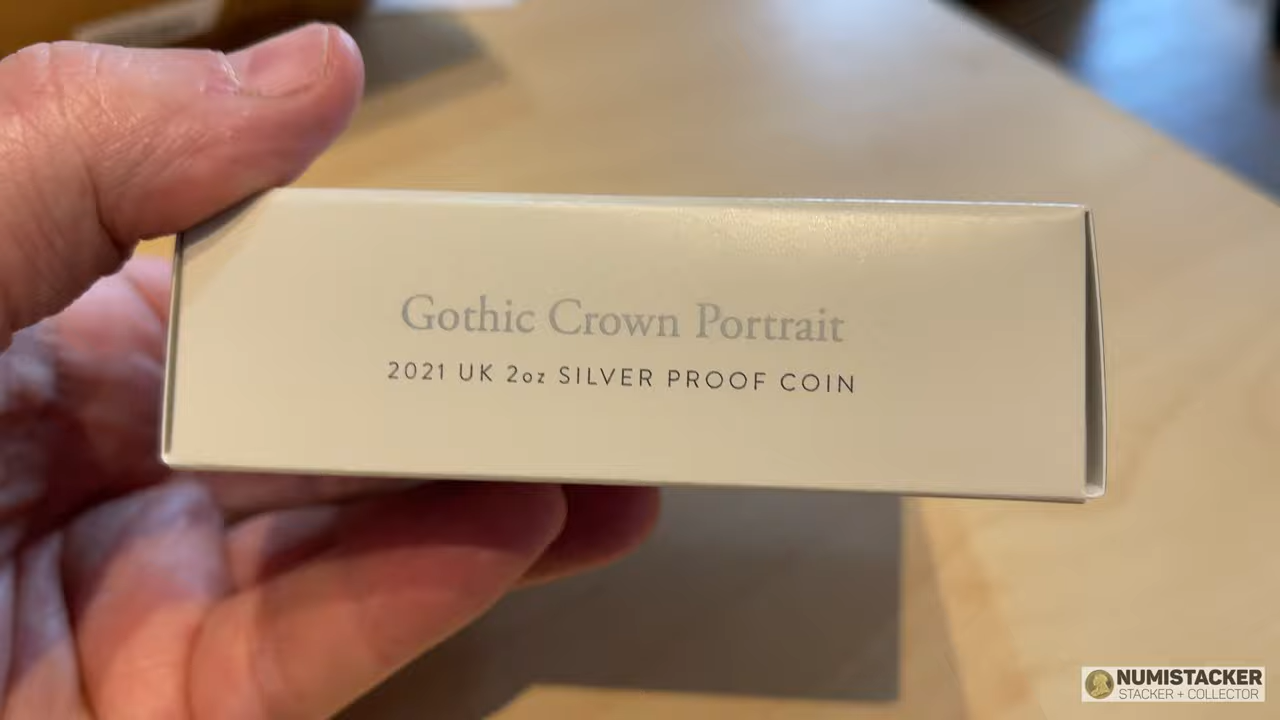 Gothic Crown Portrait
2021 UK 2oz SILVER PROOF COIN
NUMISTACKER
STACKER + COLLECTOR